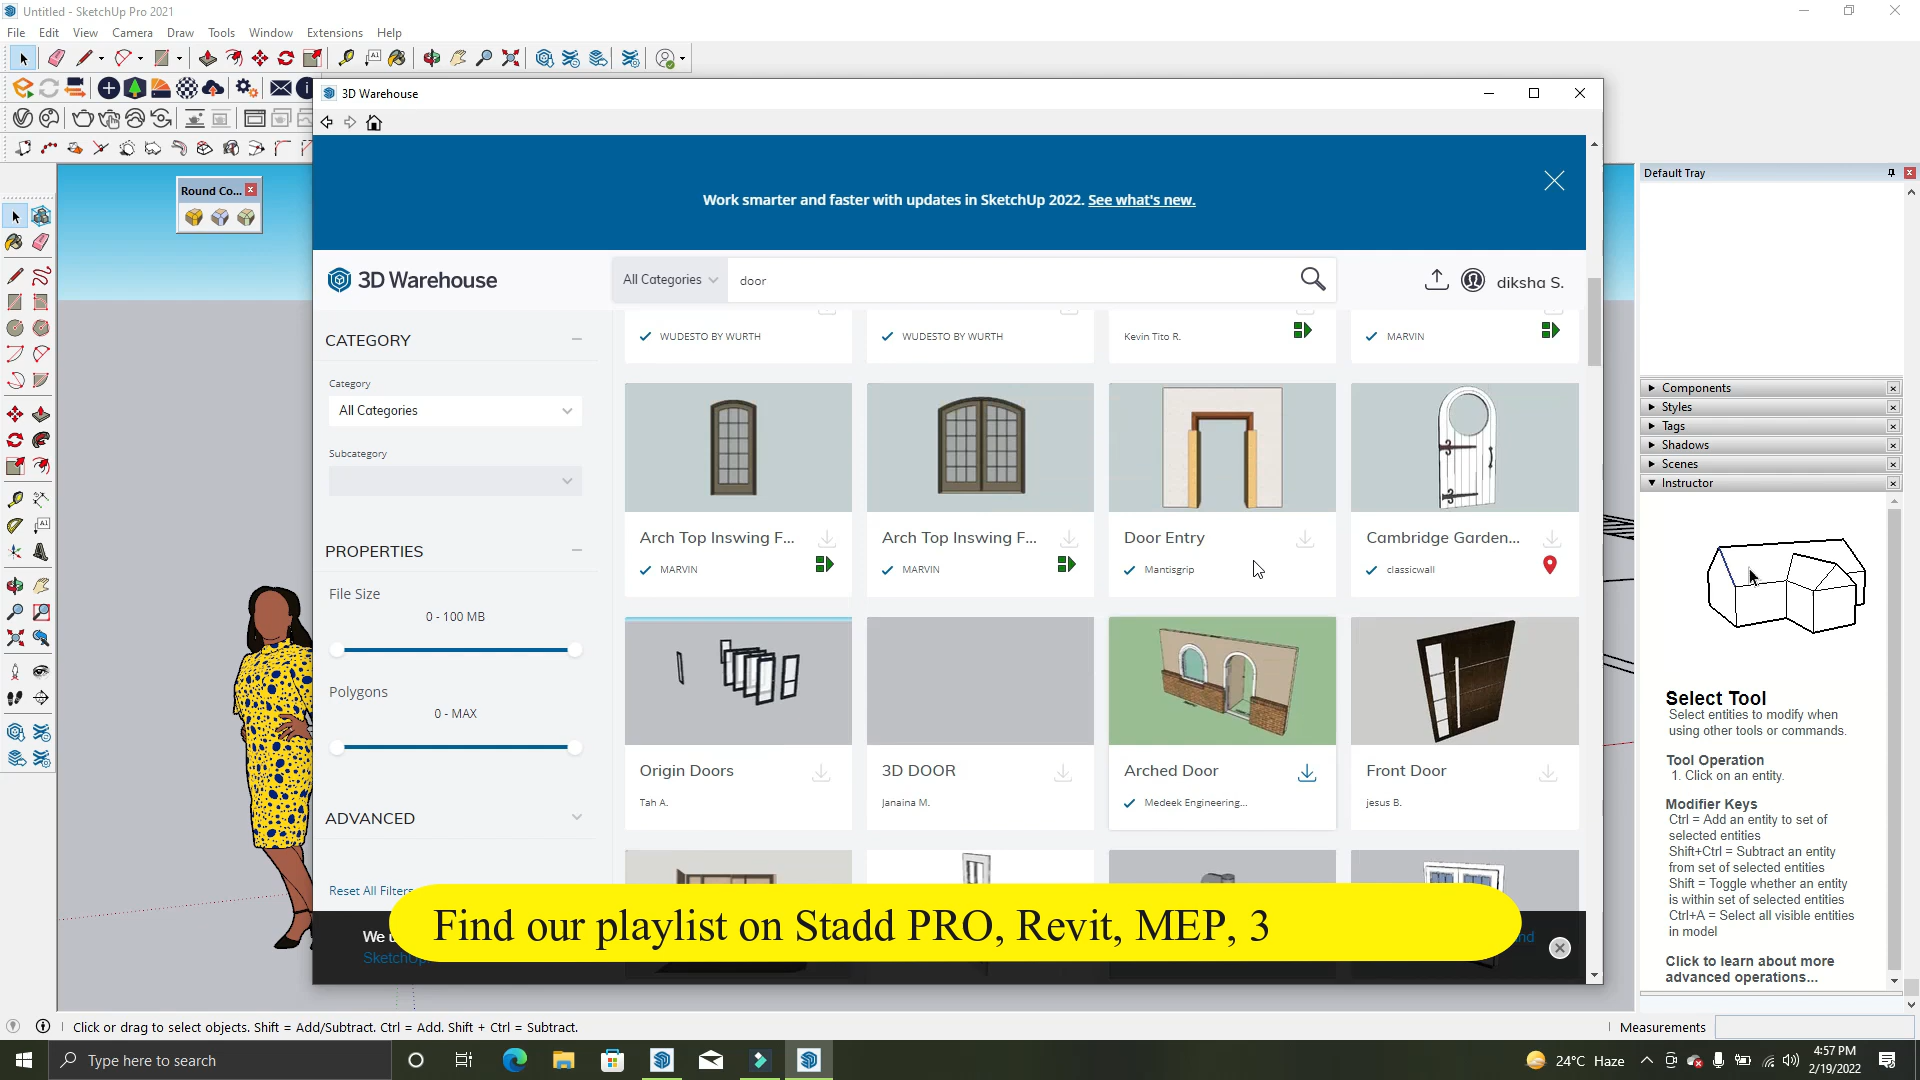 Untitled - SketchUp Pro 2021
File Edit View Camera Draw Tools Window Extensions Help
3D Warehouse
Round Co...
Work smarter and faster with updates in SketchUp 2022. See what's new.
3D Warehouse
All Categories
door
diksha S.
CATEGORY
Category
All Categories
Subcategory
PROPERTIES
File Size
0 - 100 MB
Polygons
0 - MAX
ADVANCED
Reset All Filters
WUDESTO BY WURTH
WUDESTO BY WURTH
Kevin Tito R.
MARVIN
Arch Top Inswing F...
MARVIN
Arch Top Inswing F...
MARVIN
Door Entry
Mantisgrip
Cambridge Garden...
classicwall
Origin Doors
Tah A.
3D DOOR
Janaina M.
Arched Door
Medeek Engineering...
Front Door
jesus B.
We u
SketchUp
nd
Find our playlist on Stadd PRO, Revit, MEP, 3
Default Tray
Components
Styles
Tags
Shadows
Scenes
Instructor
Select Tool
Select entities to modify when
using other tools or commands.
Tool Operation
1. Click on an entity.
Modifier Keys
Ctrl = Add an entity to set of
selected entities
Shift+Ctrl = Subtract an entity
from set of selected entities
Shift = Toggle whether an entity
is within set of selected entities
Ctrl+A = Select all visible entities
in model
Click to learn about more
advanced operations...
Click or drag to select objects. Shift = Add/Subtract. Ctrl = Add. Shift + Ctrl = Subtract.
Measurements
Type here to search
24°C Haze
4:57 PM
2/19/2022